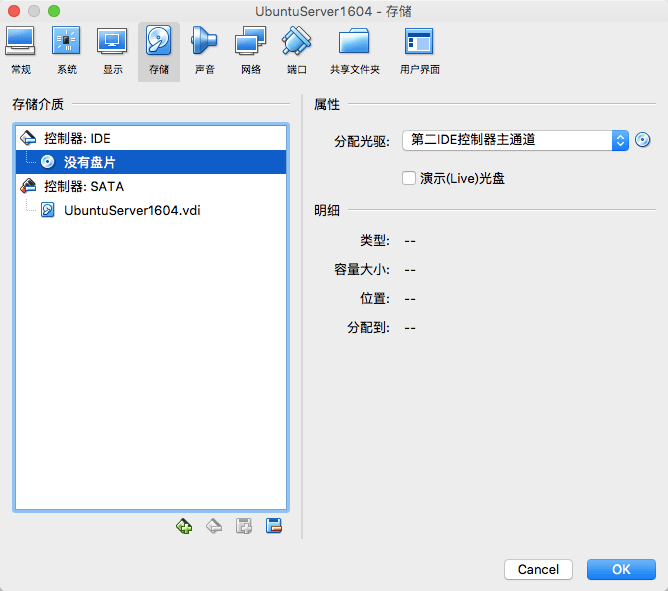 UbuntuServer1604 - 存储
常规 系统 显示 存储 声音 网络 端口 共享文件夹 用户界面
存储介质
控制器: IDE
没有盘片
控制器: SATA
UbuntuServer1604.vdi
属性
分配光驱: 第二IDE控制器主通道
演示(Live)光盘
明细
类型: --
容量大小: --
位置: --
分配到: --
Cancel OK